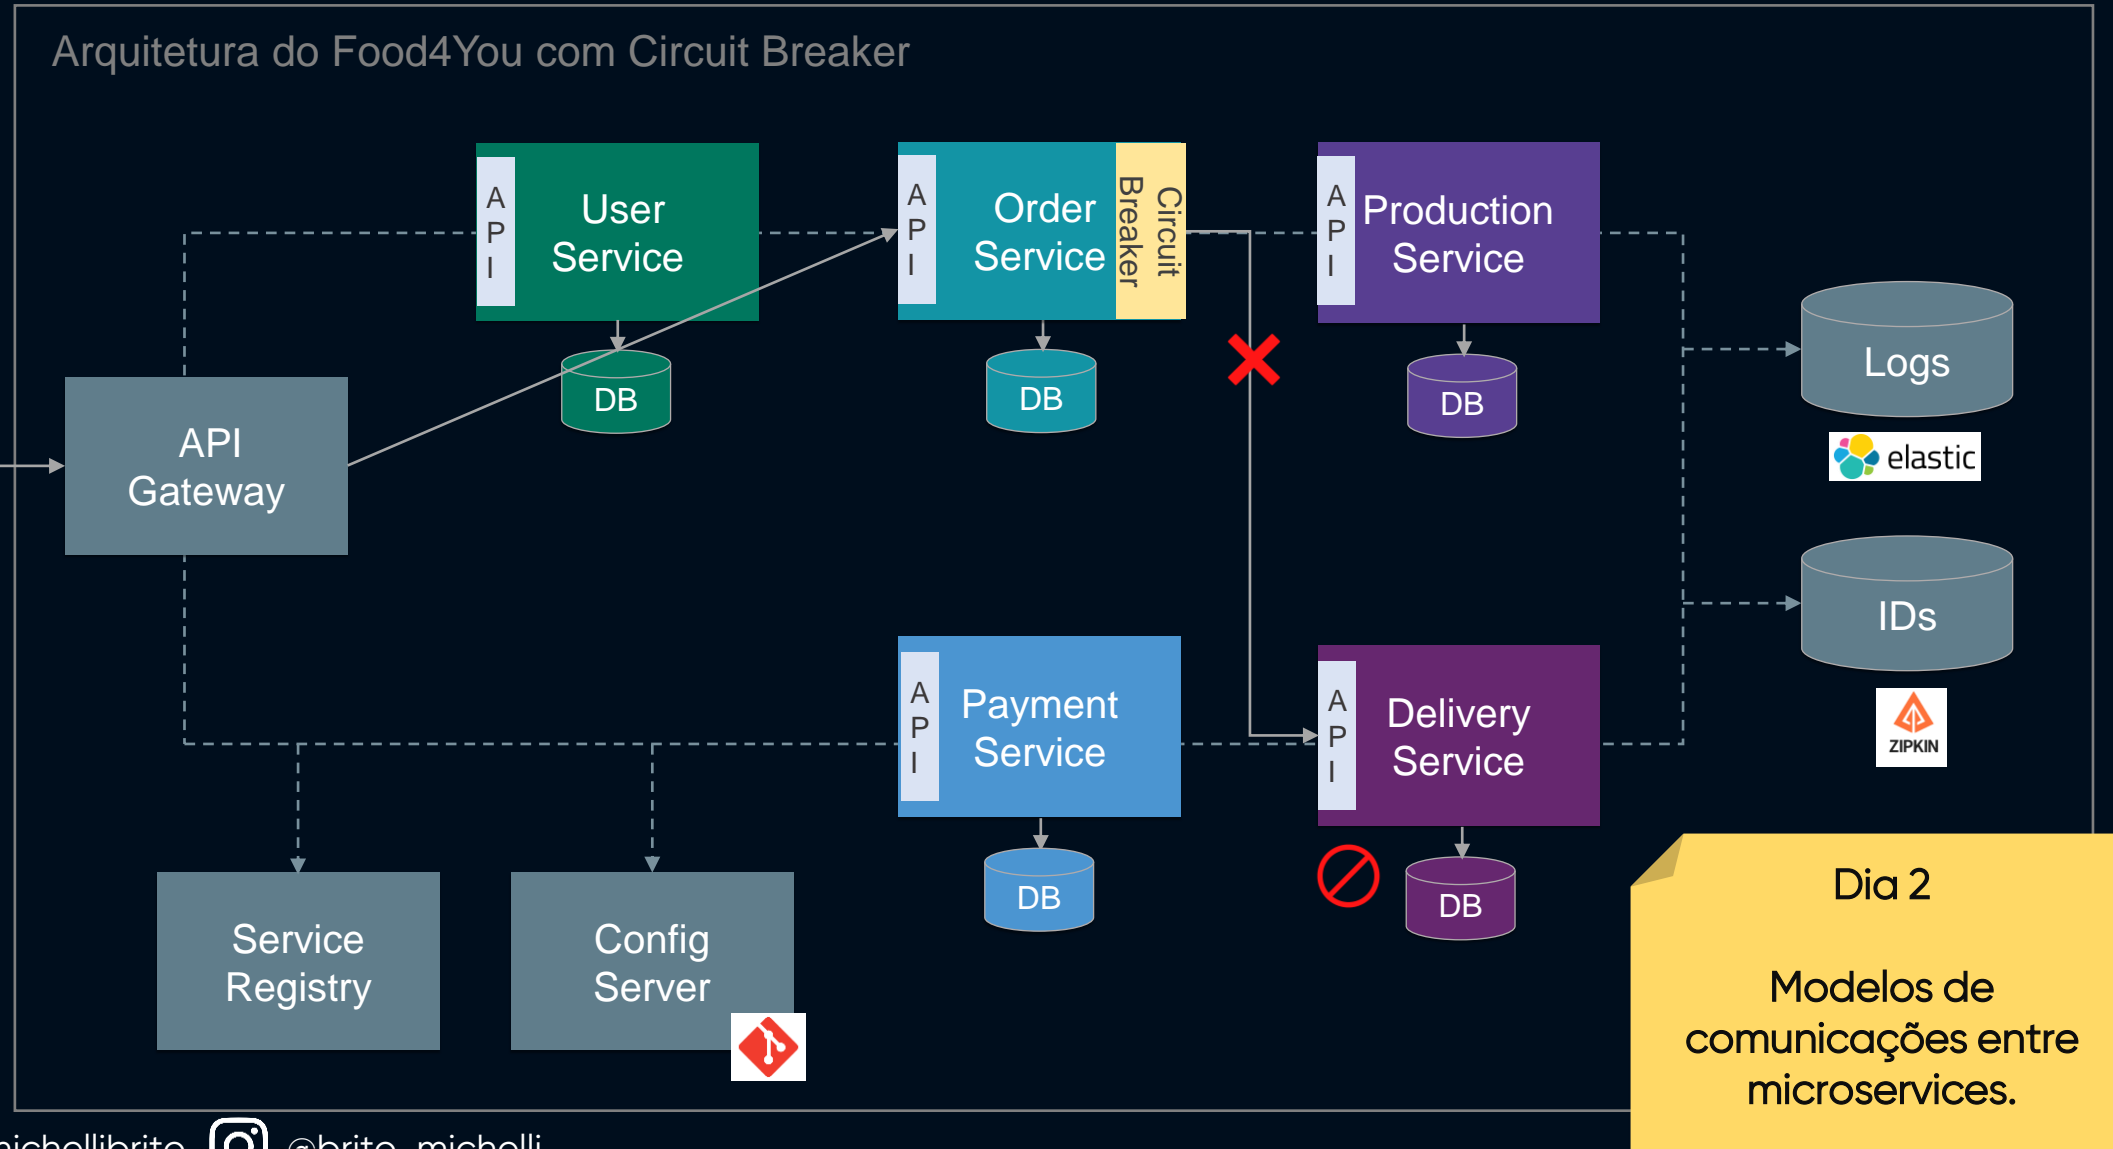 Arquitetura do Food4You com Circuit Breaker
A
P
I
User
Service
DB
A
P
I
Order
Service
Circuit
Breaker
DB
A
P
I
Production
Service
DB
Logs
elastic
API
Gateway
IDs
ZIPKIN
A
P
I
Payment
Service
DB
A
P
I
Delivery
Service
DB
Service
Registry
Config
Server
Dia 2
Modelos de
comunicações entre
microservices.
@brito_michelli